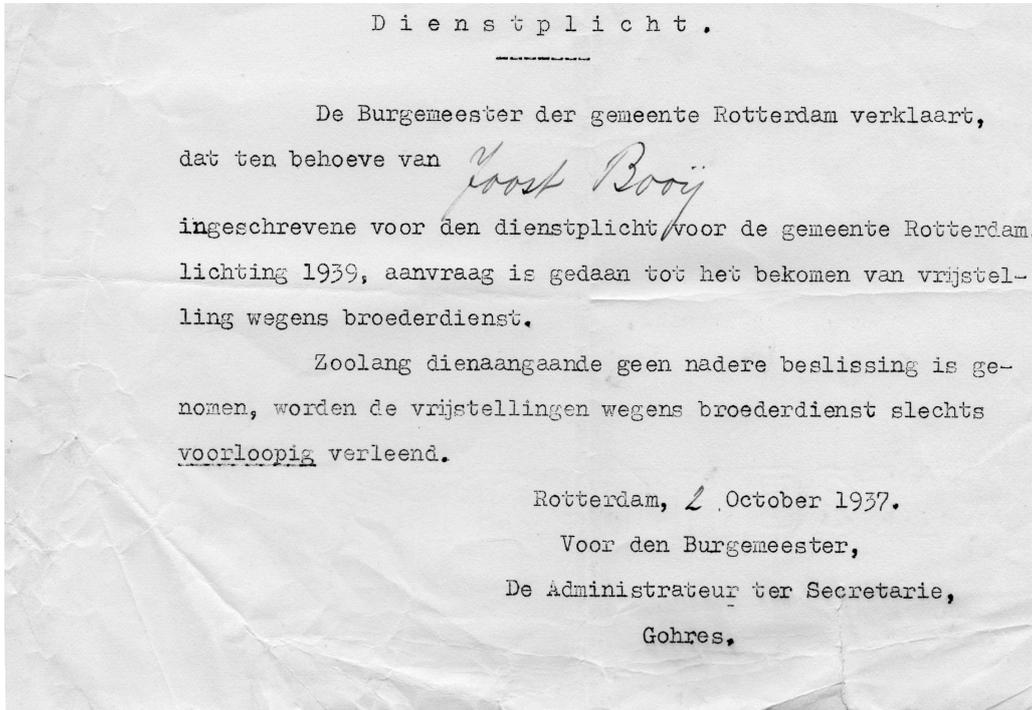 Dienstplicht.
De Burgemeester der gemeente Rotterdam verklaart,
dat ten behoeve van Joost Booij
ingeschrevene voor den dienstplicht voor de gemeente Rotterdam
lichting 1939, aanvraag is gedaan tot het bekomen van vrijstel-
ling wegens broederdienst.
Zoolang dienaangaande geen nadere beslissing is ge-
nomen, worden de vrijstellingen wegens broederdienst slechts
voorloopig verleend.
Rotterdam, 2 October 1937.
Voor den Burgemeester,
De Administrateur ter Secretarie,
Gohres.